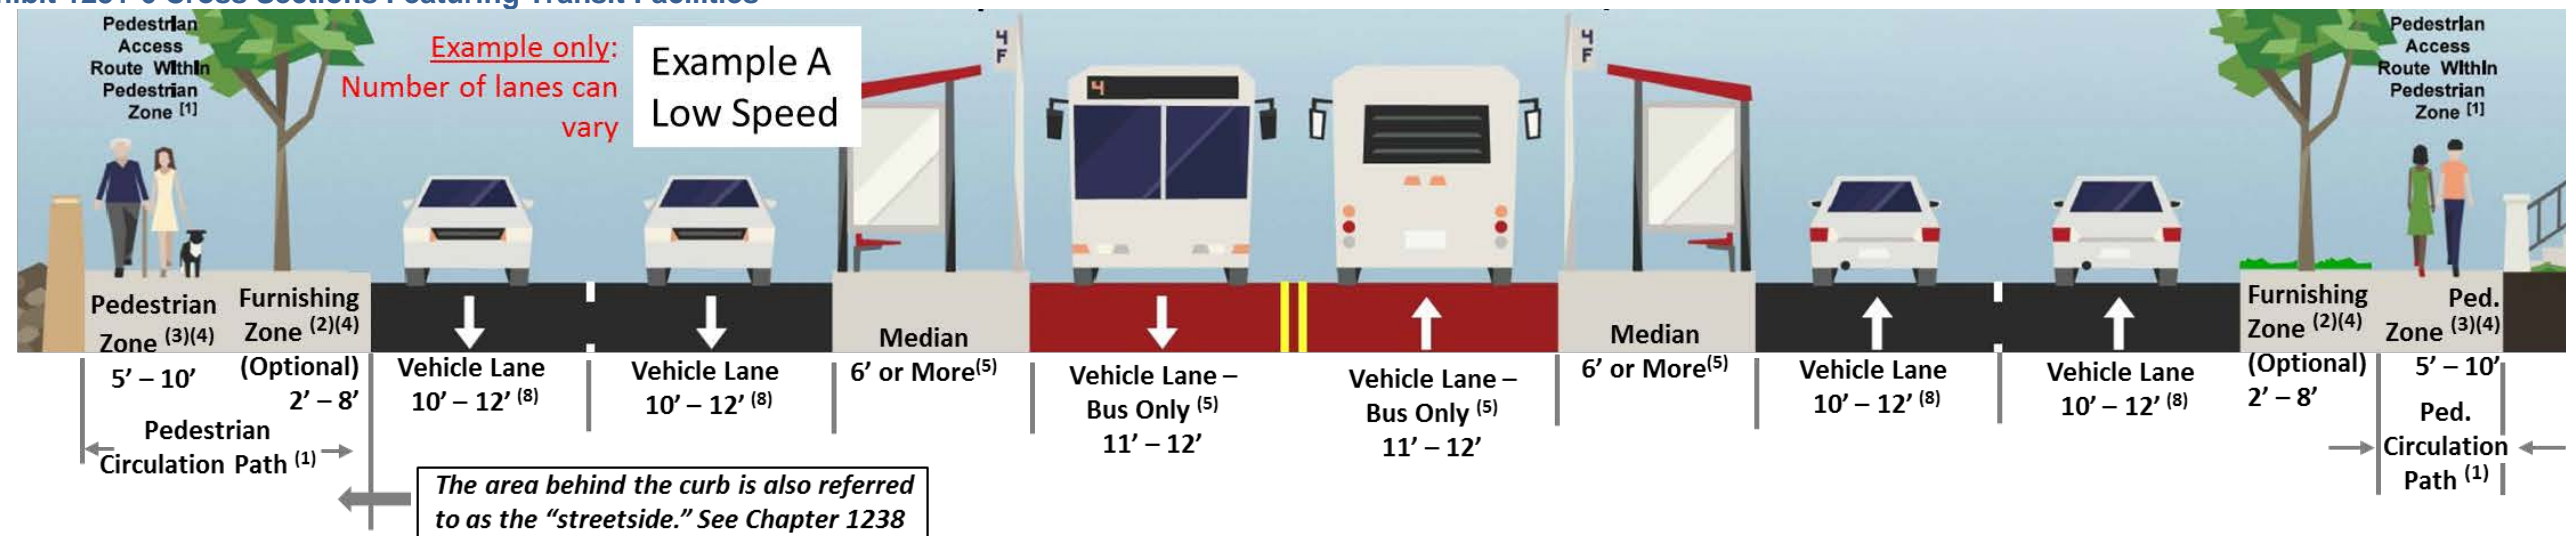 Pedestrian
Access
Route Within
Pedestrian
Zone [1]
Example only:
Number of lanes can
vary
Example A
Low Speed
4
F
4
4
F
Pedestrian
Access
Route Within
Pedestrian
Zone [1]
Pedestrian
Zone (3)(4)
5’ – 10’
Furnishing
Zone (2)(4)
(Optional)
2’ – 8’
Pedestrian
Circulation Path (1)
Vehicle Lane
10’ – 12’ (8)
Vehicle Lane
10’ – 12’ (8)
Median
6’ or More(5)
Vehicle Lane –
Bus Only (5)
11’ – 12’
Vehicle Lane –
Bus Only (5)
11’ – 12’
Median
6’ or More(5)
Vehicle Lane
10’ – 12’ (8)
Vehicle Lane
10’ – 12’ (8)
Furnishing
Zone (2)(4)
(Optional)
2’ – 8’
Ped.
Zone (3)(4)
5’ – 10’
Ped.
Circulation
Path (1)
The area behind the curb is also referred
to as the “streetside.” See Chapter 1238